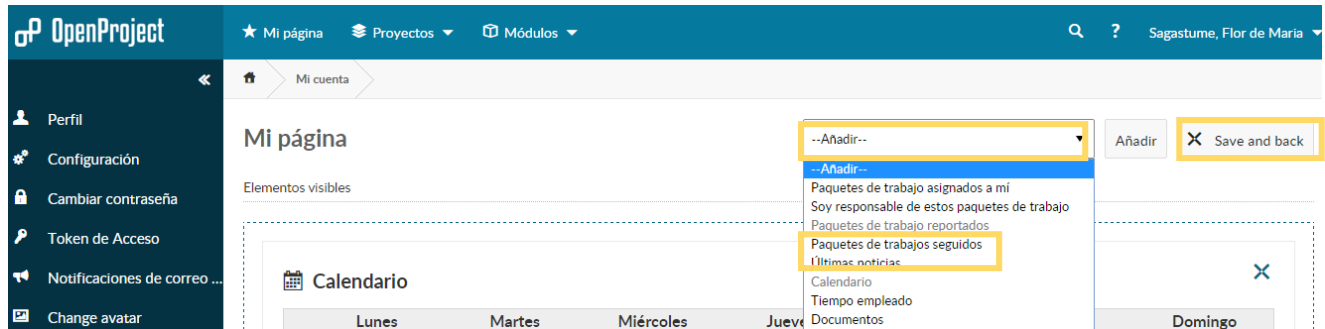 OpenProject
Mi página
Proyectos
Módulos
?
Sagastume, Flor de Maria
«
Mi cuenta
Perfil
Configuración
Cambiar contraseña
Token de Acceso
Notificaciones de correo ...
Change avatar
Mi página
--Añadir--
Añadir
Save and back
Elementos visibles
--Añadir--
Paquetes de trabajo asignados a mí
Soy responsable de estos paquetes de trabajo
Paquetes de trabajo reportados
Paquetes de trabajos seguidos
Últimas noticias
Calendario
Tiempo empleado
Documentos
Calendario
Lunes
Martes
Miércoles
Jueve
Domingo